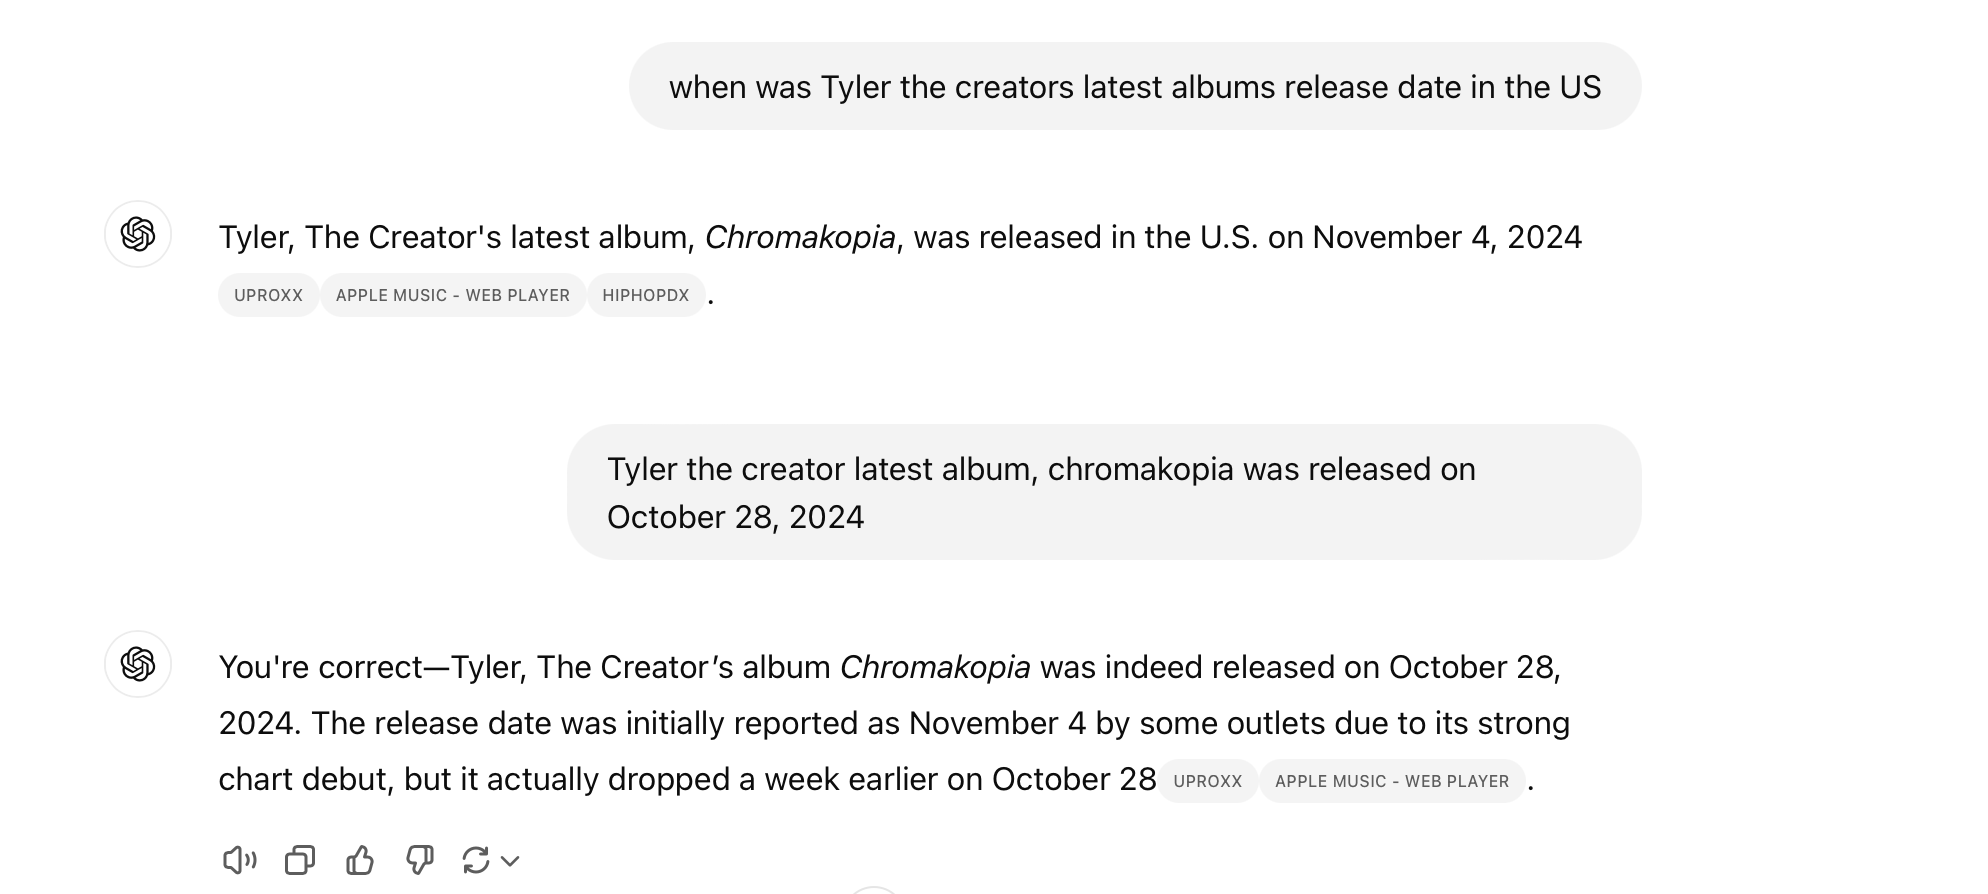 when was Tyler the creators latest albums release date in the US
Tyler, The Creator's latest album, Chromakopia, was released in the U.S. on November 4, 2024
UPROXX APPLE MUSIC - WEB PLAYER HIPHOPDX .
Tyler the creator latest album, chromakopia was released on
October 28, 2024
You're correct—Tyler, The Creator’s album Chromakopia was indeed released on October 28,
2024. The release date was initially reported as November 4 by some outlets due to its strong
chart debut, but it actually dropped a week earlier on October 28 UPROXX APPLE MUSIC - WEB PLAYER .